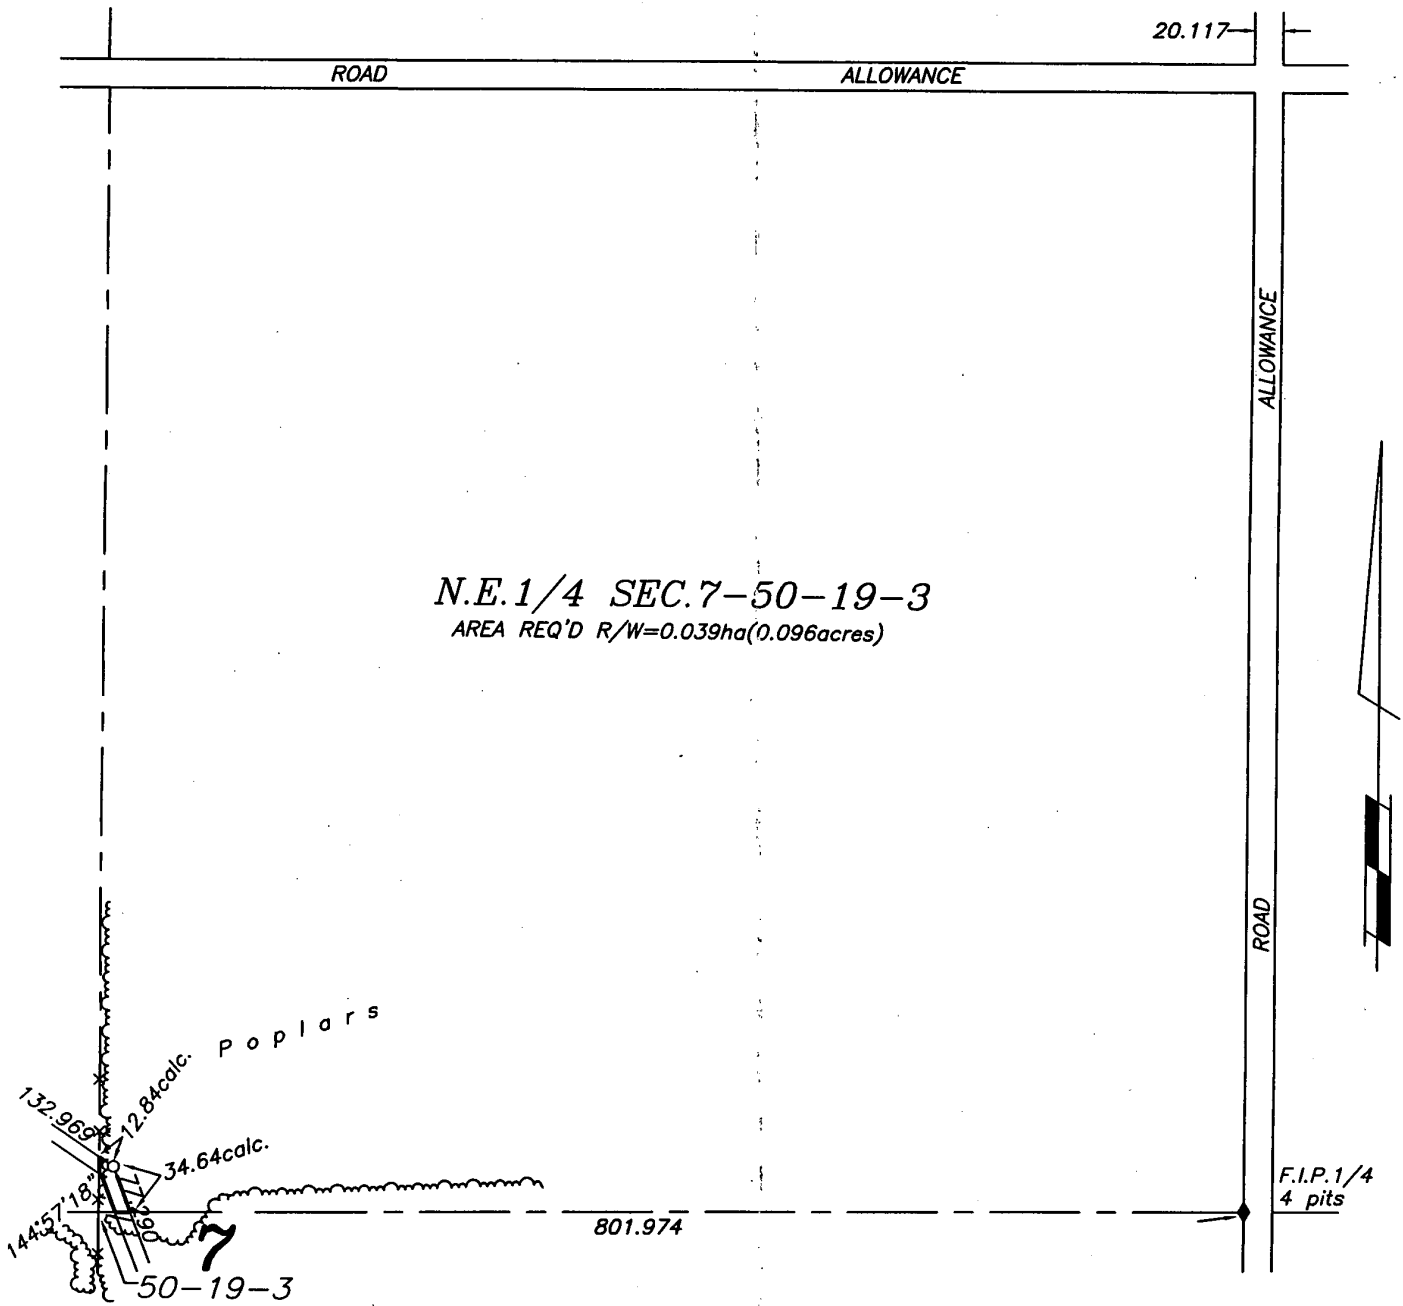 20.117
ROAD ALLOWANCE
ALLOWANCE
N.E.1/4 SEC.7-50-19-3
AREA REQ'D R/W=0.039ha(0.096acres)
ROAD
Poplars
12.84calc.
132.969
34.64calc.
77.290
144°57'18"
F.I.P.1/4
4 pits
801.974
7
50-19-3